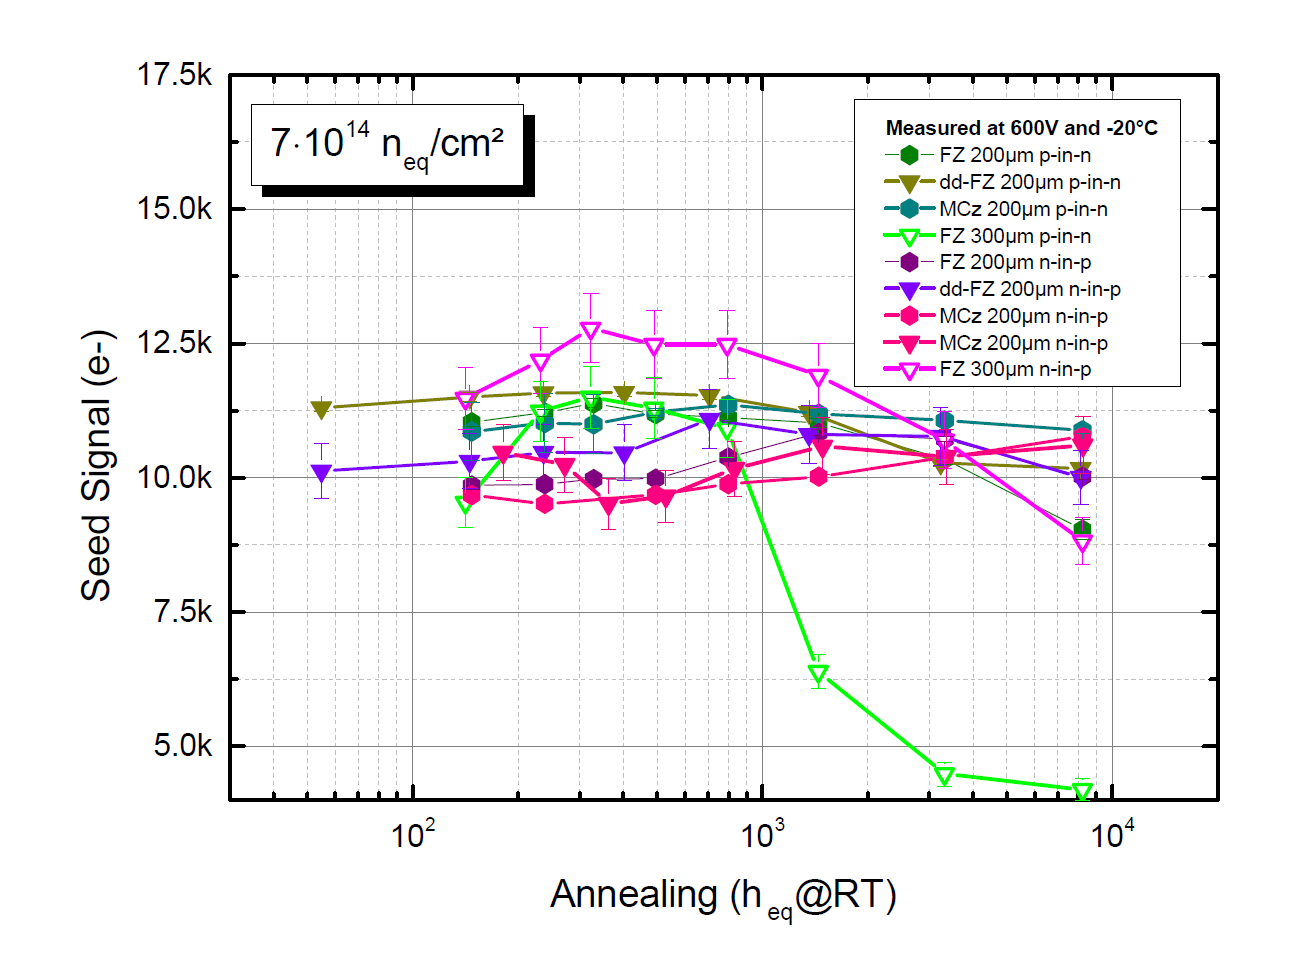 17.5k
15.0k
12.5k
10.0k
7.5k
5.0k
Seed Signal (e-)
7·10¹⁴ n_eq/cm²
Measured at 600V and -20°C
FZ 200µm p-in-n
dd-FZ 200µm p-in-n
MCz 200µm p-in-n
FZ 300µm p-in-n
FZ 200µm n-in-p
dd-FZ 200µm n-in-p
MCz 200µm n-in-p
MCz 200µm n-in-p
FZ 300µm n-in-p
10² 10³ 10⁴
Annealing (h_eq@RT)